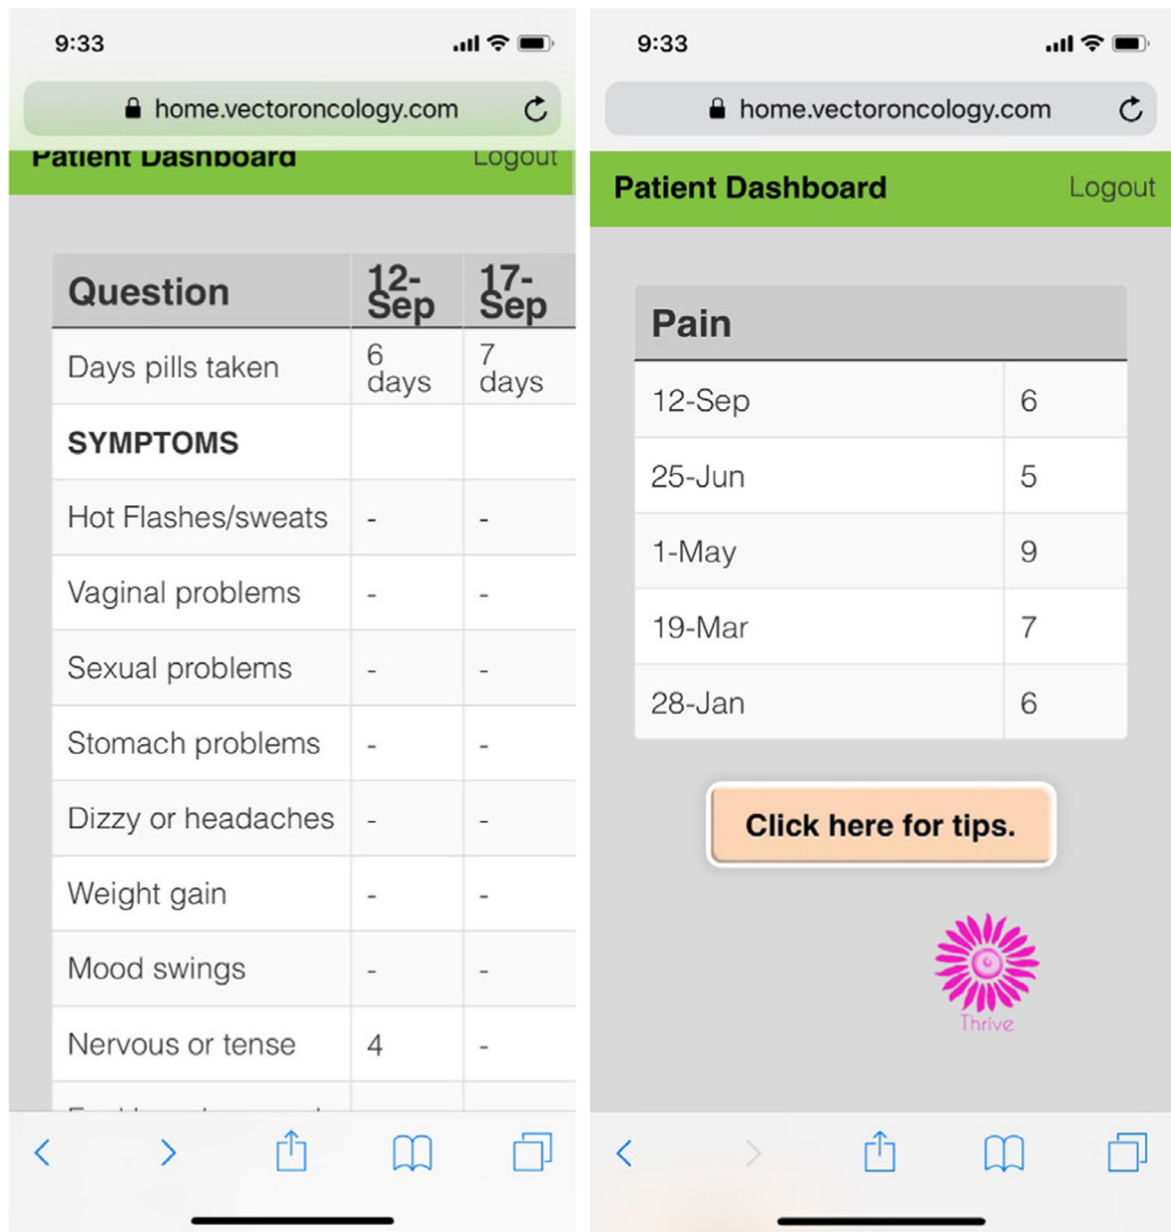 9:33
home.vectoroncology.com
Patient Dashboard Logout
Question 12-Sep 17-Sep
Days pills taken 6 days 7 days
SYMPTOMS
Hot Flashes/sweats - -
Vaginal problems - -
Sexual problems - -
Stomach problems - -
Dizzy or headaches - -
Weight gain - -
Mood swings - -
Nervous or tense 4 -
9:33
home.vectoroncology.com
Patient Dashboard Logout
Pain
12-Sep 6
25-Jun 5
1-May 9
19-Mar 7
28-Jan 6
Click here for tips.
Thrive